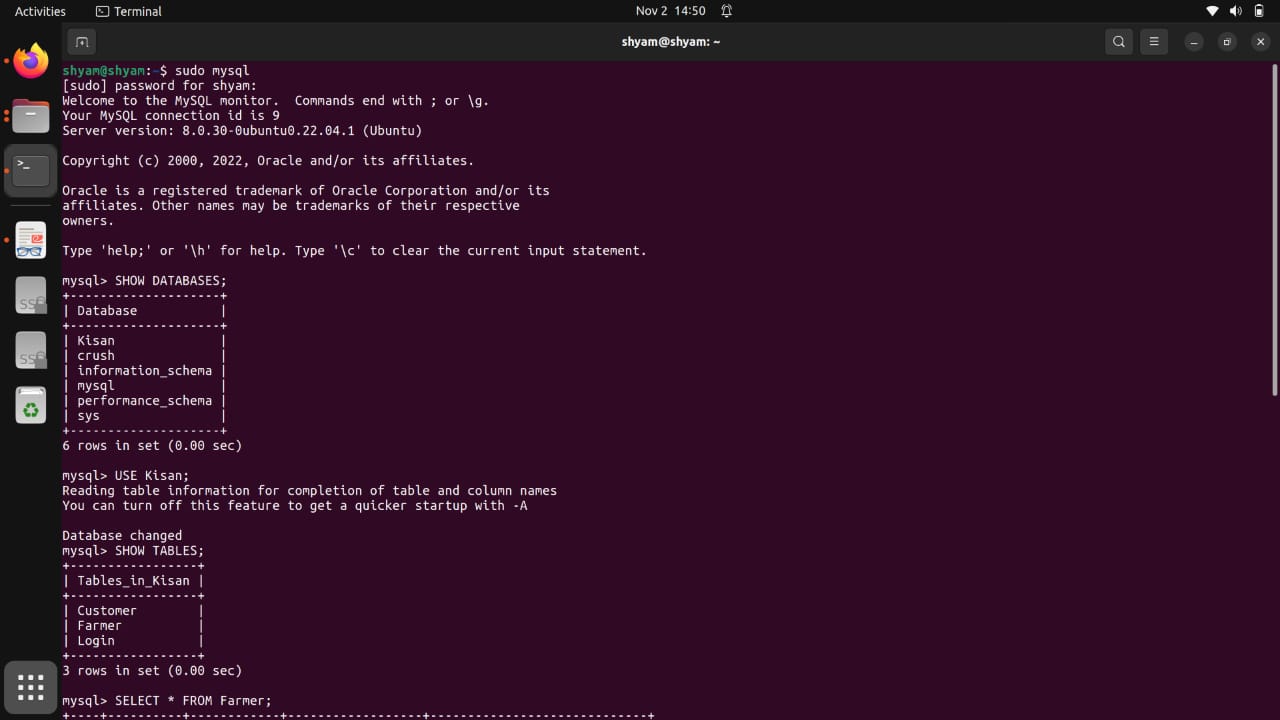 Activities Terminal Nov 2 14:50
shyam@shyam: ~
shyam@shyam:~$ sudo mysql
[sudo] password for shyam:
Welcome to the MySQL monitor.  Commands end with ; or \g.
Your MySQL connection id is 9
Server version: 8.0.30-0ubuntu0.22.04.1 (Ubuntu)
Copyright (c) 2000, 2022, Oracle and/or its affiliates.
Oracle is a registered trademark of Oracle Corporation and/or its
affiliates. Other names may be trademarks of their respective
owners.
Type 'help;' or '\h' for help. Type '\c' to clear the current input statement.
mysql> SHOW DATABASES;
+--------------------+
| Database           |
+--------------------+
| Kisan              |
| crush              |
| information_schema |
| mysql              |
| performance_schema |
| sys                |
+--------------------+
6 rows in set (0.00 sec)
mysql> USE Kisan;
Reading table information for completion of table and column names
You can turn off this feature to get a quicker startup with -A
Database changed
mysql> SHOW TABLES;
+-----------------+
| Tables_in_Kisan |
+-----------------+
| Customer        |
| Farmer          |
| Login           |
+-----------------+
3 rows in set (0.00 sec)
mysql> SELECT * FROM Farmer;
+----+----------+------------+------------------+-----------------------------+